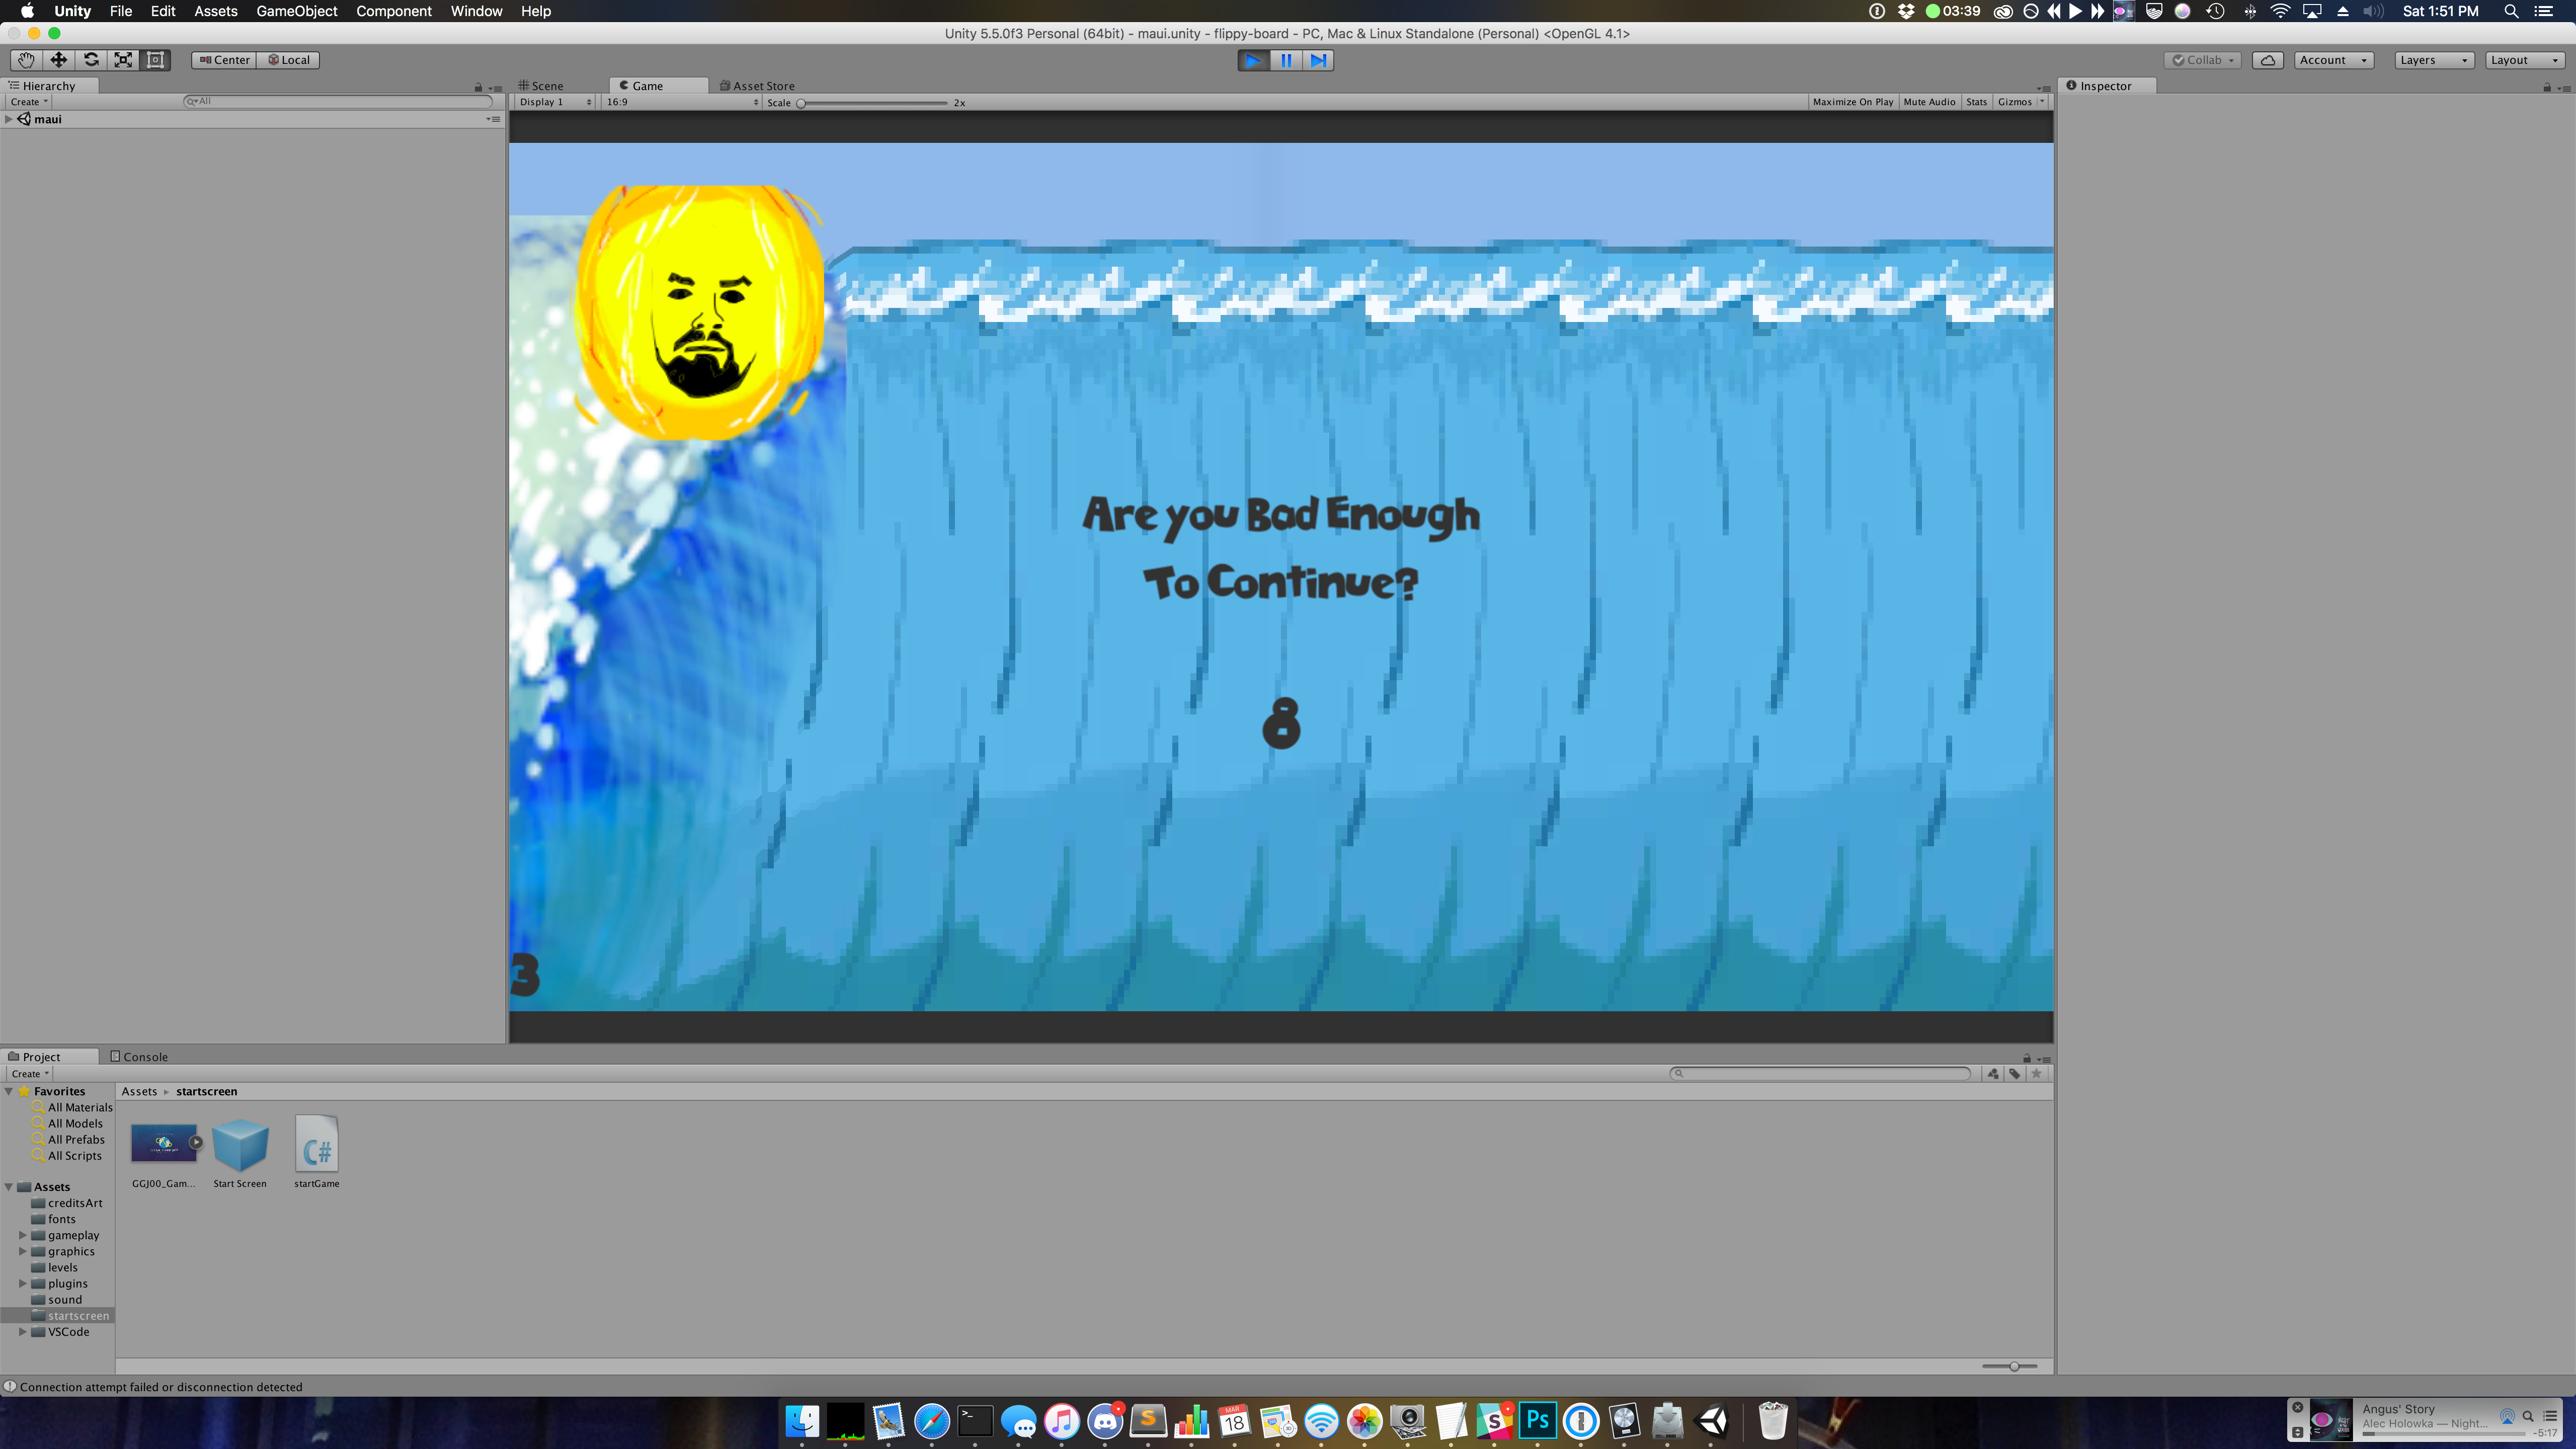 Unity File Edit Assets GameObject Component Window Help
03:39
Sat 1:51 PM
Unity 5.5.0f3 Personal (64bit) - maui.unity - flippy-board - PC, Mac & Linux Standalone (Personal) <OpenGL 4.1>
Center Local
Collab Account Layers Layout
Hierarchy
Scene Game Asset Store
Inspector
Create All
Display 1 16:9 Scale 2x
Maximize On Play Mute Audio Stats Gizmos
maui
Are you Bad Enough
To Continue?
8
3
Project Console
Create
Favorites
All Materials
All Models
All Prefabs
All Scripts
Assets
creditsArt
fonts
gameplay
graphics
levels
plugins
sound
startscreen
VSCode
Assets startscreen
GGJ00_Gam...
Start Screen
C#
startGame
Connection attempt failed or disconnection detected
MAR
18
S
Ps
Angus' Story
Alec Holowka — Night...
-5:17